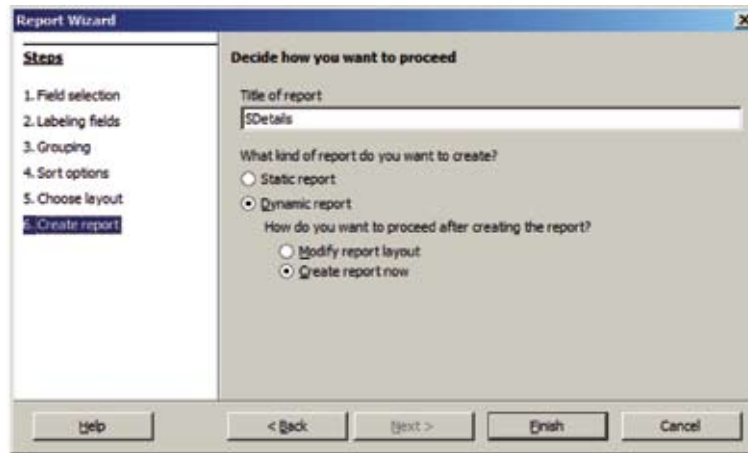 Report Wizard
Steps
1. Field selection
2. Labeling fields
3. Grouping
4. Sort options
5. Choose layout
6. Create report
Decide how you want to proceed
Title of report
SDetails
What kind of report do you want to create?
Static report
Dynamic report
How do you want to proceed after creating the report?
Modify report layout
Create report now
Help
< Back
Next >
Finish
Cancel